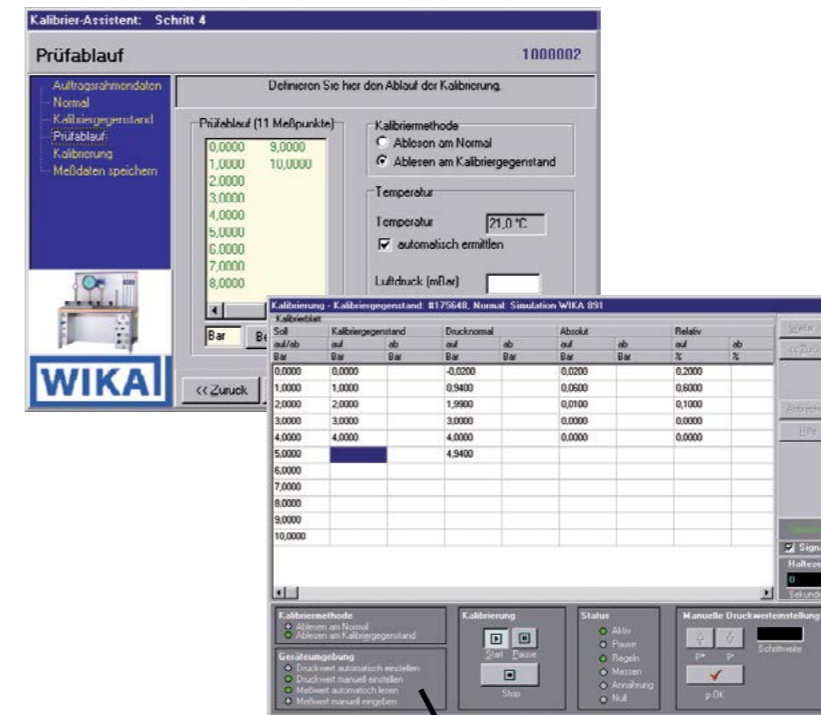 Kalibrier-Assistent: Schritt 4
Prüfablauf 1000002
Auftragsrahmendaten
Normal
Kalibriergegenstand
Prüfablauf
Kalibrierung
Meßdaten speichern
Definieren Sie hier den Ablauf der Kalibrierung.
Prüfablauf (11 Meßpunkte)
0,0000 9,0000
1,0000 10,0000
2,0000
3,0000
4,0000
5,0000
6,0000
7,0000
8,0000
Bar
Kalibriermethode
Ablesen am Normal
Ablesen am Kalibriergegenstand
Temperatur
Temperatur 21,0 °C
automatisch ermitteln
Luftdruck (mBar)
WIKA
<< Zurück
Kalibrierung - Kalibriergegenstand: #175648, Normal: Simulation WIKA 891
Kalibrierblatt
Soll Kalibriergegenstand Drucknormal Absolut Relativ
auf/ab auf ab auf ab auf ab auf ab
Bar Bar Bar Bar Bar Bar Bar % %
0,0000 0,0000 -0,0200 0,0200 0,2000
1,0000 1,0000 0,9400 0,0600 0,6000
2,0000 2,0000 1,9900 0,0100 0,1000
3,0000 3,0000 3,0000 0,0000 0,0000
4,0000 4,0000 4,0000 0,0000 0,0000
5,0000 4,9400
6,0000
7,0000
8,0000
9,0000
10,0000
0
Kalibriermethode
Ablesen am Normal
Ablesen am Kalibriergegenstand
Geräteumgebung
Druckwert automatisch einstellen
Druckwert manuell einstellen
Meßwert automatisch lesen
Meßwert manuell eingeben
Kalibrierung
Start Pause
Stop
Status
Aktiv
Pause
Regeln
Messen
Annährung
Null
Manuelle Druckwerteinstellung
p+ p-
Schrittweite
p OK